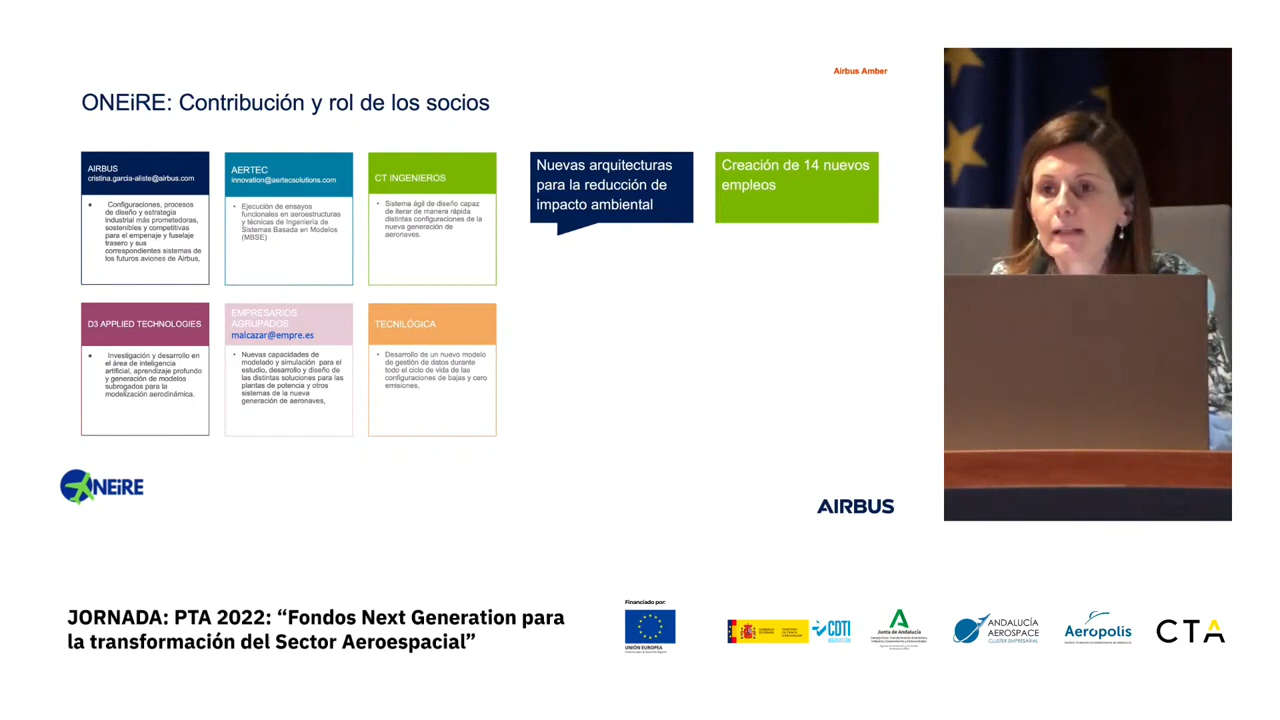 Airbus Amber
ONEiRE: Contribución y rol de los socios
AIRBUS
cristina.garcia-aliste@airbus.com
• Configuraciones, procesos
de diseño y estrategia
industrial más prometedoras,
sostenibles y competitivas
para el empenaje y fuselaje
trasero y sus
correspondientes sistemas de
los futuros aviones de Airbus,
AERTEC
innovation@aertecsolutions.com
• Ejecución de ensayos
funcionales en aeroestructuras
y técnicas de Ingeniería de
Sistemas Basada en Modelos
(MBSE)
CT INGENIEROS
• Sistema ágil de diseño capaz
de iterar de manera rápida
distintas configuraciones de la
nueva generación de
aeronaves.
Nuevas arquitecturas
para la reducción de
impacto ambiental
Creación de 14 nuevos
empleos
D3 APPLIED TECHNOLOGIES
• Investigación y desarrollo en
el área de inteligencia
artificial, aprendizaje profundo
y generación de modelos
subrogados para la
modelización aerodinámica.
EMPRESARIOS
AGRUPADOS
malcazar@empre.es
• Nuevas capacidades de
modelado y simulación para el
estudio, desarrollo y diseño de
las distintas soluciones para las
plantas de potencia y otros
sistemas de la nueva
generación de aeronaves,
TECNILÓGICA
• Desarrollo de un nuevo modelo
de gestión de datos durante
todo el ciclo de vida de las
configuraciones de bajas y cero
emisiones,
ONEiRE
AIRBUS
JORNADA: PTA 2022: “Fondos Next Generation para
la transformación del Sector Aeroespacial”
Financiado por:
UNIÓN EUROPEA
CDTI
Junta de Andalucía
ANDALUCÍA
AEROSPACE
CLUSTER EMPRESARIAL
Aeropolis
CTA